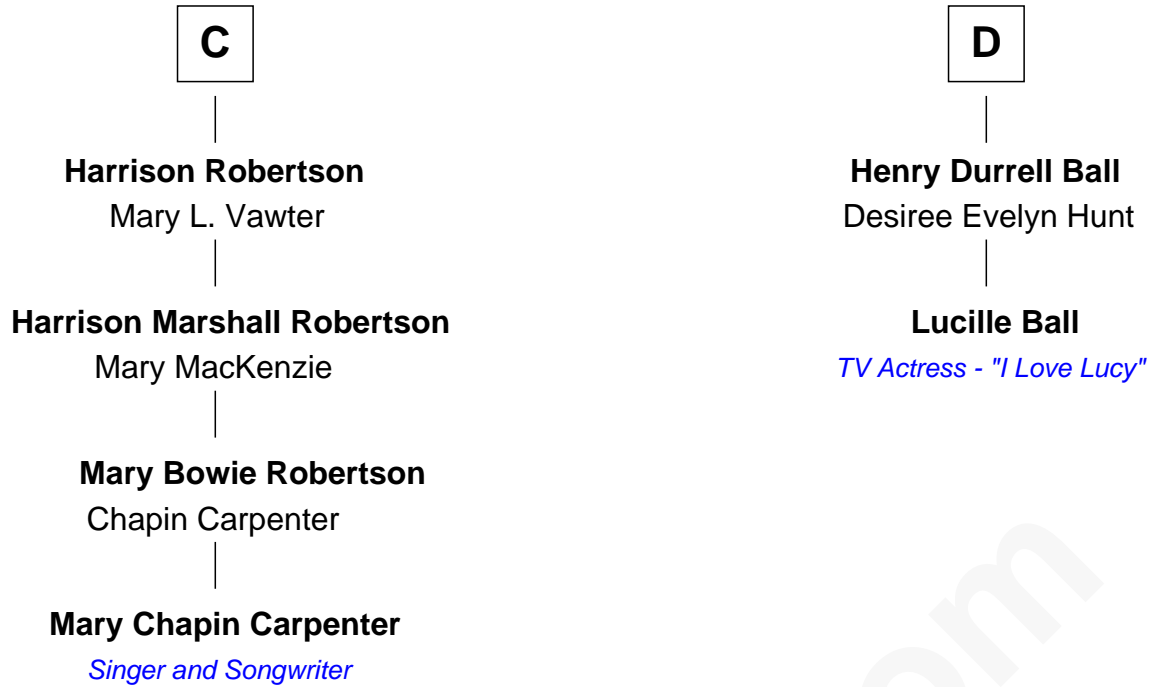 C
Harrison Robertson
Mary L. Vawter
Harrison Marshall Robertson
Mary MacKenzie
Mary Bowie Robertson
Chapin Carpenter
Mary Chapin Carpenter
Singer and Songwriter
D
Henry Durrell Ball
Desiree Evelyn Hunt
Lucille Ball
TV Actress - "I Love Lucy"
om